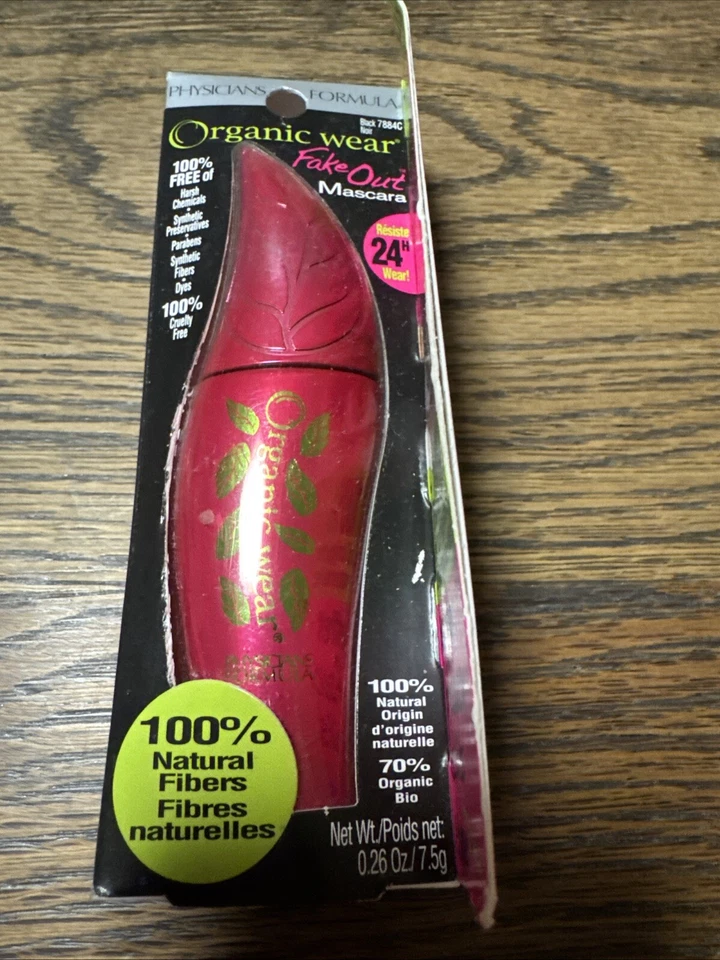 PHYSICIANS FORMULA
Black 7884C
Noir
Organic wear®
Fake Out
Mascara
100%
FREE of
Harsh
Chemicals
Synthetic
Preservatives
Parabens
Synthetic
Fibers
Dyes
100%
Cruelty
Free
Résiste
24H
Wear!
Organic wear®
PHYSICIANS
FORMULA
100%
Natural
Origin
d'origine
naturelle
70%
Organic
Bio
100%
Natural
Fibers
Fibres
naturelles
Net Wt./Poids net:
0.26 Oz./7.5g